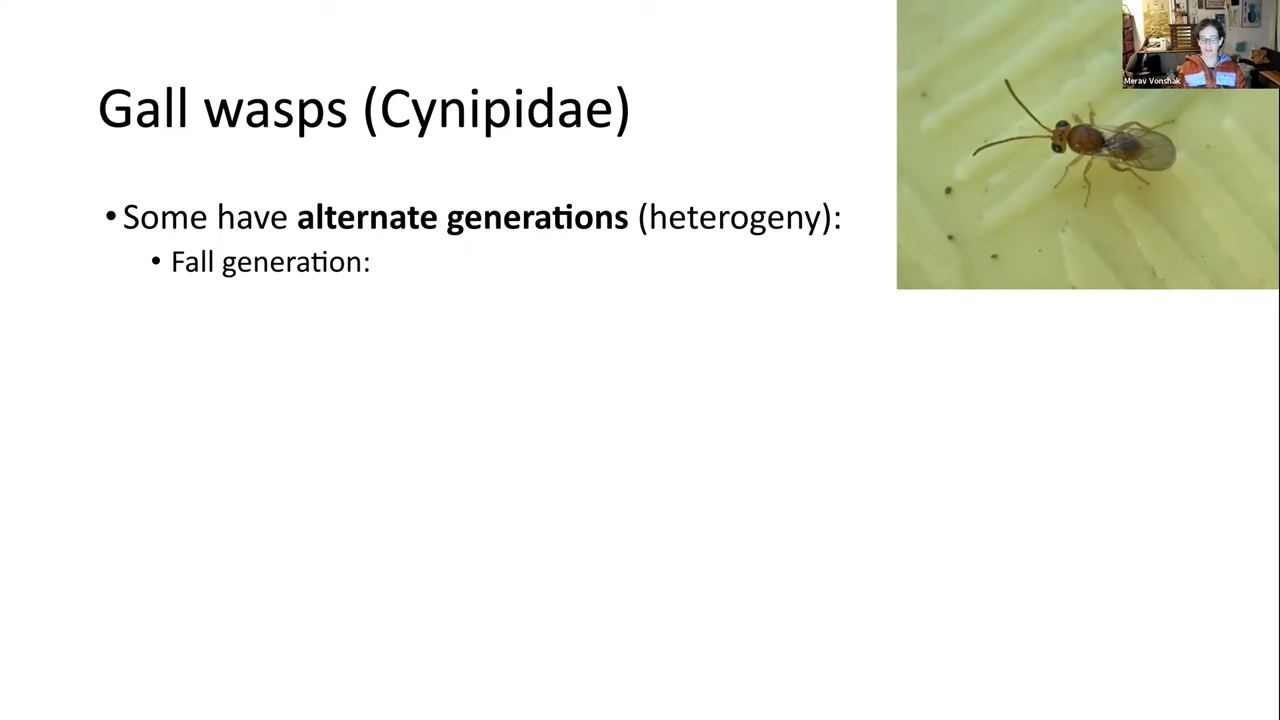 Merav Vonshak
Gall wasps (Cynipidae)
• Some have alternate generations (heterogeny):
• Fall generation: